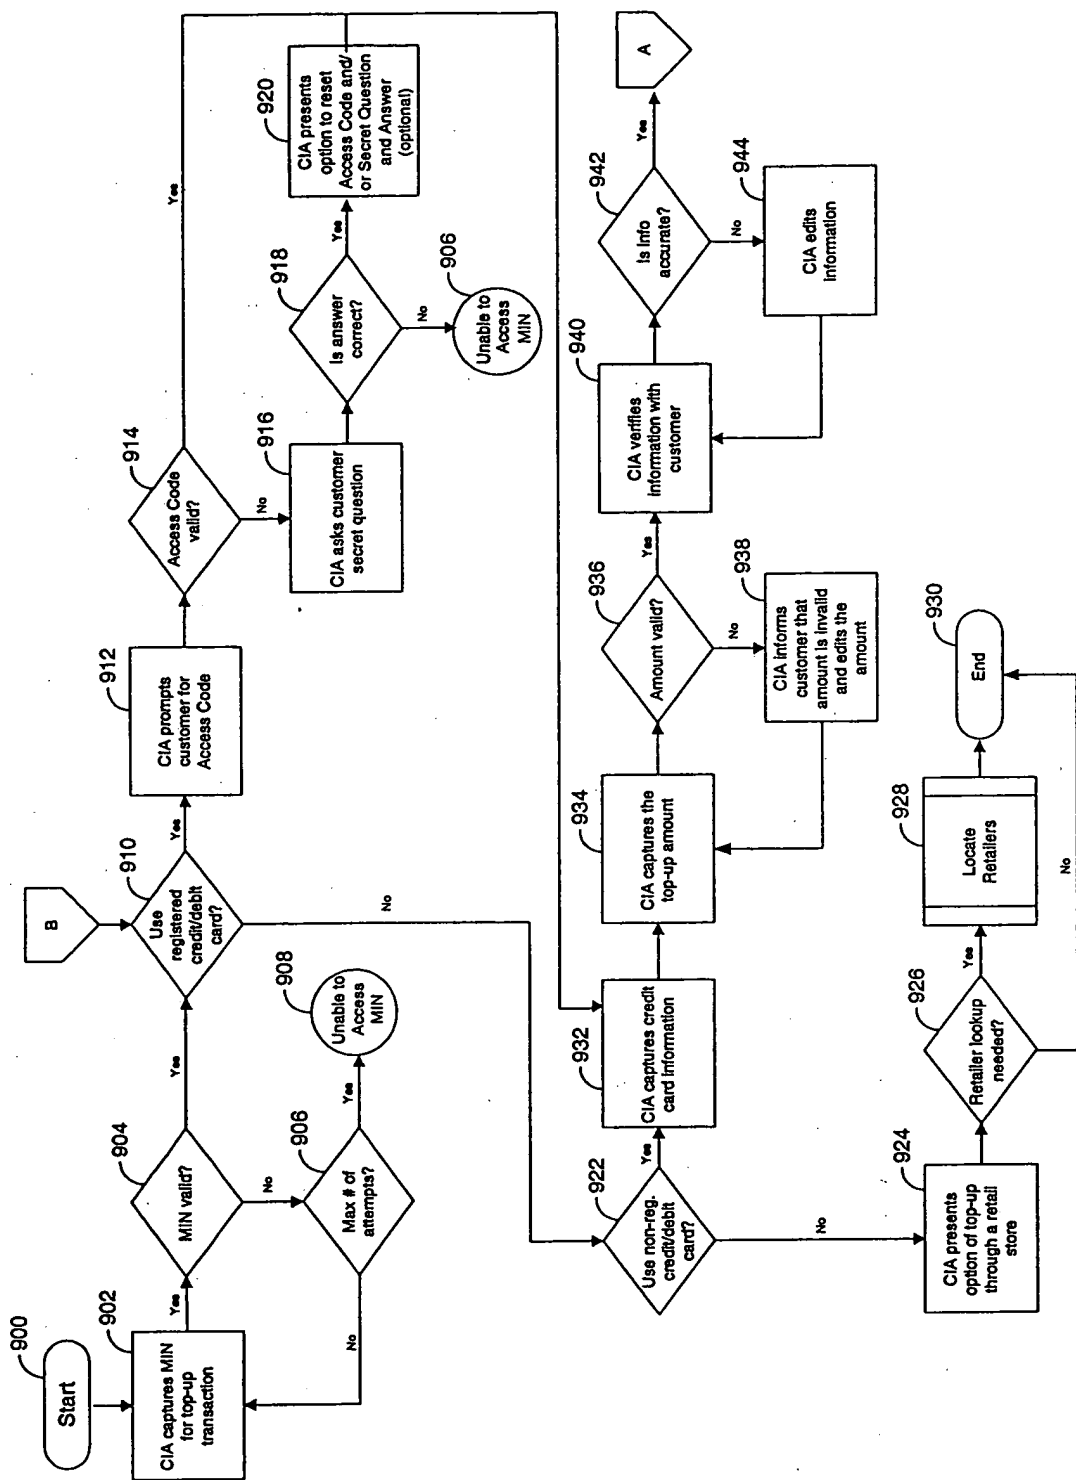 900
Start
902
CIA captures MIN
for top-up
transaction
Yes
904
MIN valid?
Yes
No
906
Max # of
attempts?
No
Yes
908
Unable to
Access
MIN
B
910
Use
registered
credit/debit
card?
Yes
No
912
CIA prompts
customer for
Access Code
914
Access Code
valid?
Yes
No
916
CIA asks customer
secret question
918
Is answer
correct?
Yes
No
906
Unable to
Access
MIN
920
CIA presents
option to reset
Access Code and/
or Secret Question
and Answer
(optional)
922
Use non-reg.
credit/debit
card?
Yes
No
932
CIA captures credit
card information
934
CIA captures the
top-up amount
936
Amount valid?
Yes
No
938
CIA informs
customer that
amount is invalid
and edits the
amount
940
CIA verifies
information with
customer
942
Is info
accurate?
Yes
No
944
CIA edits
information
A
924
CIA presents
option of top-up
through a retail
store
926
Retailer lookup
needed?
Yes
No
928
Locate
Retailers
930
End